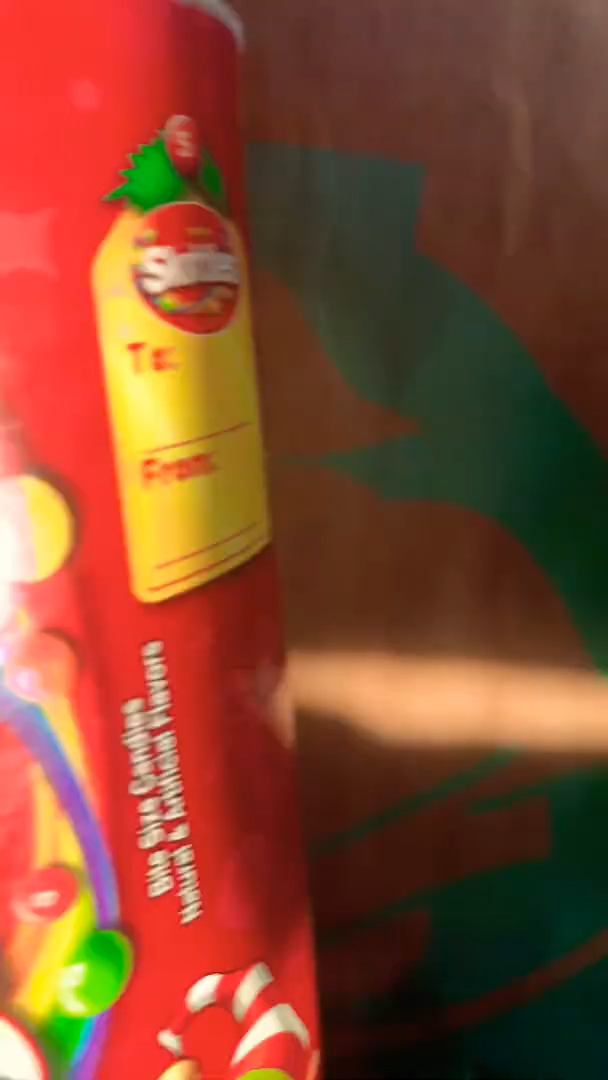 S
Skittles
To:
From:
Bite Size Candies
Natural & Artificial Flavors